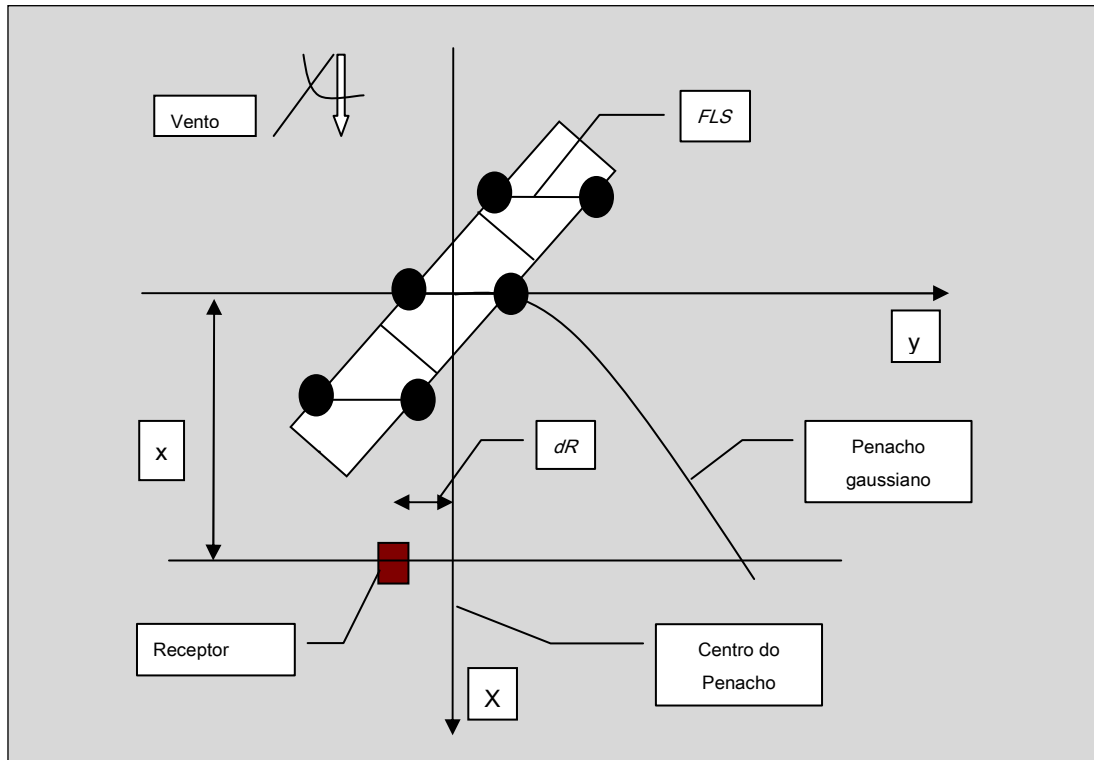 Vento
FLS
y
x
dR
Penacho
gaussiano
Receptor
Centro do
Penacho
X